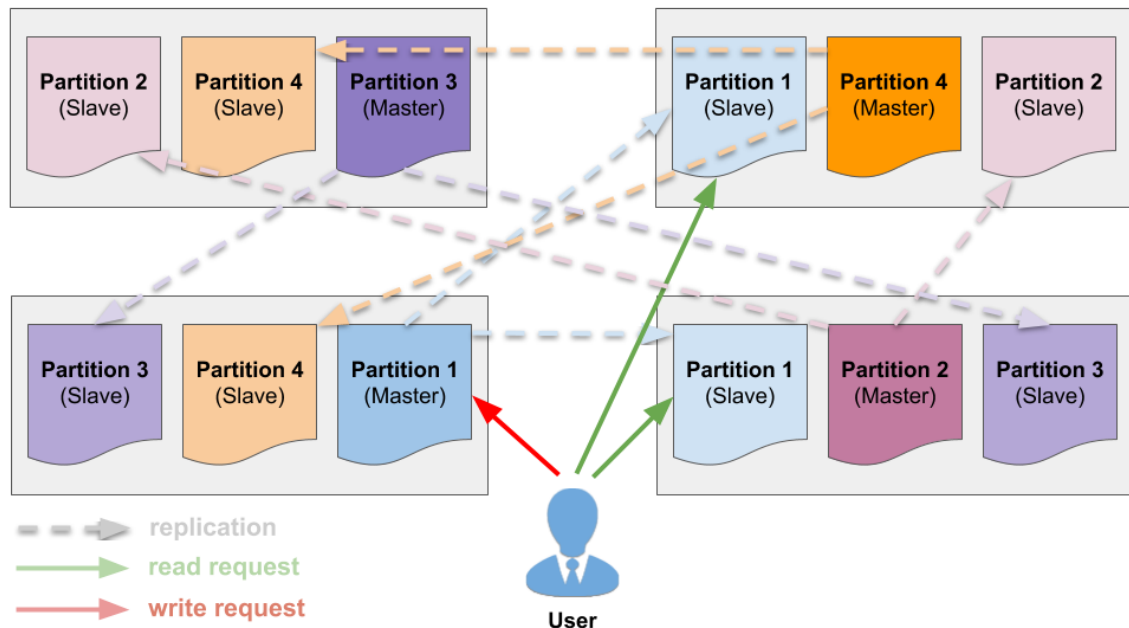 Partition 2
(Slave)
Partition 4
(Slave)
Partition 3
(Master)
Partition 1
(Slave)
Partition 4
(Master)
Partition 2
(Slave)
Partition 3
(Slave)
Partition 4
(Slave)
Partition 1
(Master)
Partition 1
(Slave)
Partition 2
(Master)
Partition 3
(Slave)
replication
read request
write request
User